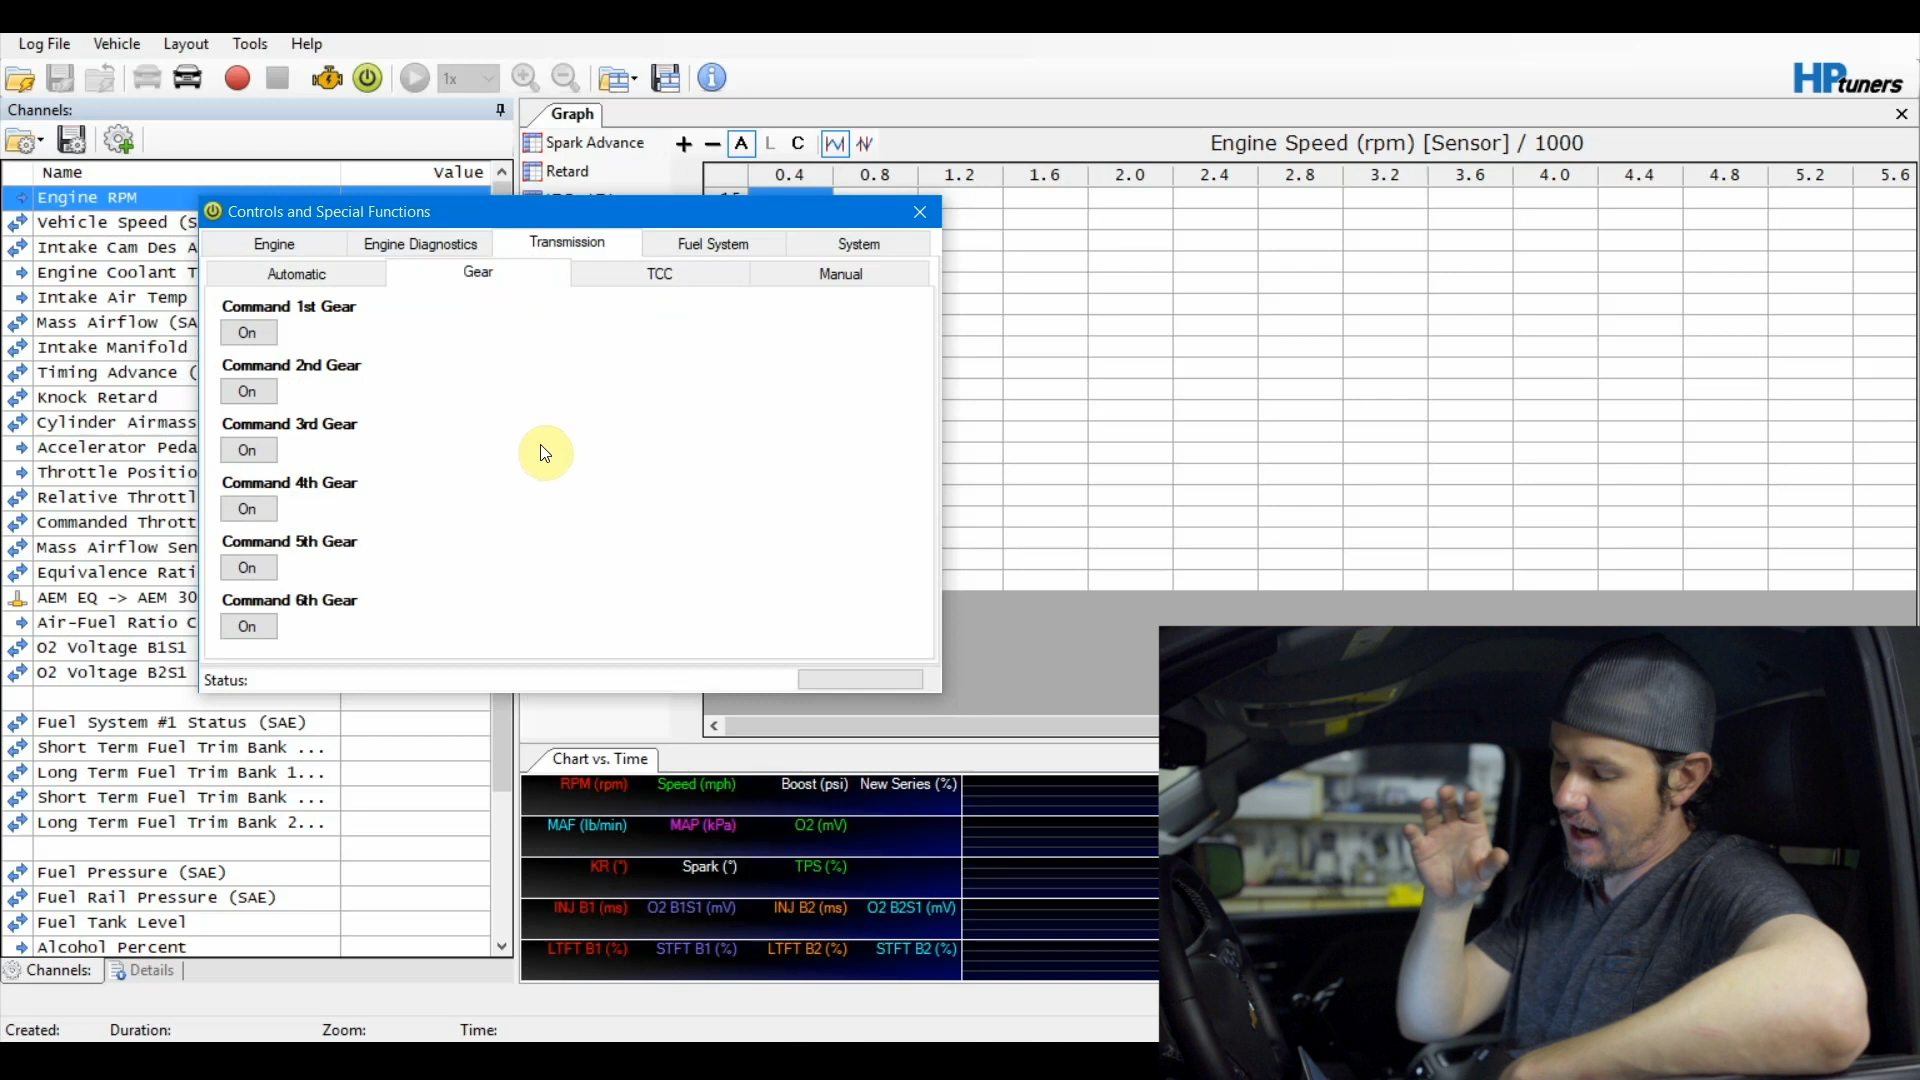 Log File Vehicle Layout Tools Help
1x
HPtuners
Channels:
Graph
Spark Advance
A L C
Engine Speed (rpm) [Sensor] / 1000
Retard
Name Value
0.4 0.8 1.2 1.6 2.0 2.4 2.8 3.2 3.6 4.0 4.4 4.8 5.2 5.6
Engine RPM
Vehicle Speed (S
Intake Cam Des A
Engine Coolant T
Intake Air Temp
Mass Airflow (SA
Intake Manifold
Timing Advance (
Knock Retard
Cylinder Airmass
Accelerator Peda
Throttle Positio
Relative Throttl
Commanded Thrott
Mass Airflow Sen
Equivalence Rati
AEM EQ -> AEM 30
Air-Fuel Ratio C
O2 Voltage B1S1
O2 Voltage B2S1
Fuel System #1 Status (SAE)
Short Term Fuel Trim Bank ...
Long Term Fuel Trim Bank 1...
Short Term Fuel Trim Bank ...
Long Term Fuel Trim Bank 2...
Fuel Pressure (SAE)
Fuel Rail Pressure (SAE)
Fuel Tank Level
Alcohol Percent
Channels: Details
Controls and Special Functions
Engine Engine Diagnostics Transmission Fuel System System
Automatic Gear TCC Manual
Command 1st Gear
On
Command 2nd Gear
On
Command 3rd Gear
On
Command 4th Gear
On
Command 5th Gear
On
Command 6th Gear
On
Status:
Chart vs. Time
RPM (rpm) Speed (mph) Boost (psi) New Series (%)
MAF (lb/min) MAP (kPa) O2 (mV)
KR (°) Spark (°) TPS (%)
INJ B1 (ms) O2 B1S1 (mV) INJ B2 (ms) O2 B2S1 (mV)
LTFT B1 (%) STFT B1 (%) LTFT B2 (%) STFT B2 (%)
Created: Duration: Zoom: Time: